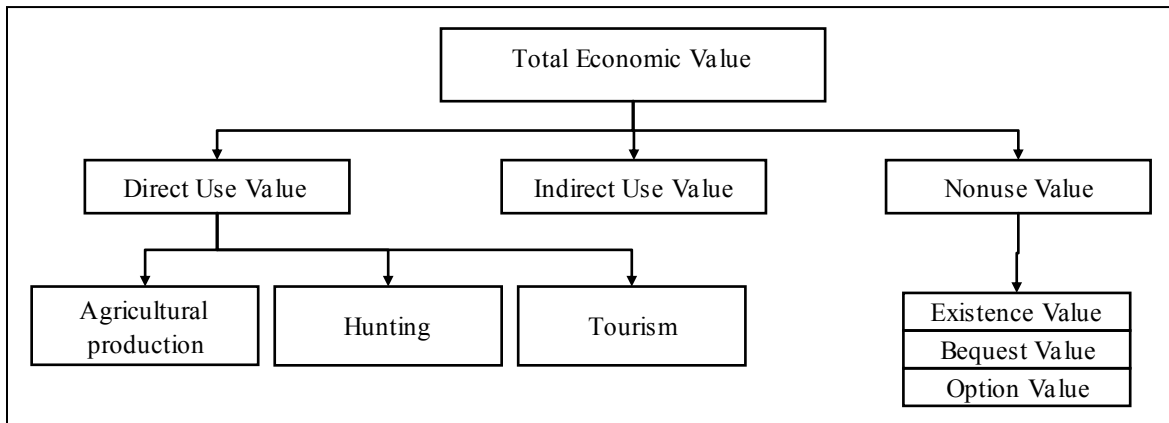 Total Economic Value
Direct Use Value
Indirect Use Value
Nonuse Value
Agricultural
production
Hunting
Tourism
Existence Value
Bequest Value
Option Value